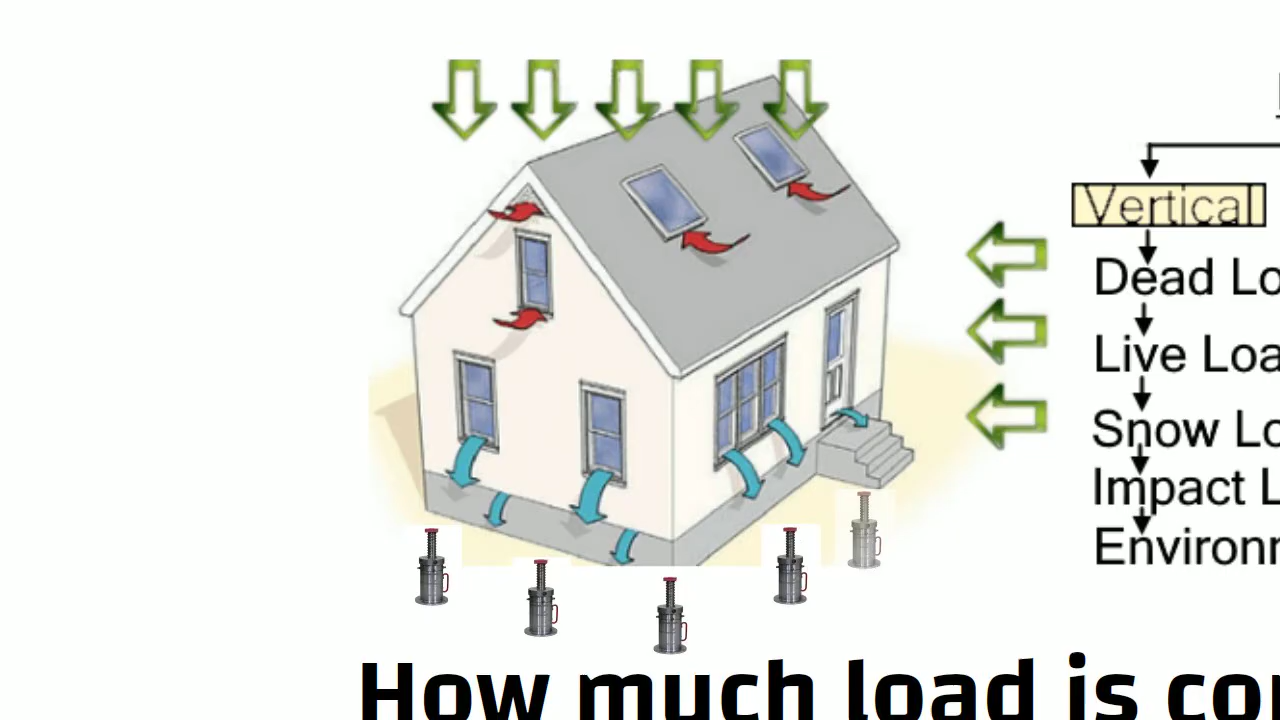 Vertical
Dead Lo
Live Loa
Snow Lo
Impact L
Environ
How much load is co